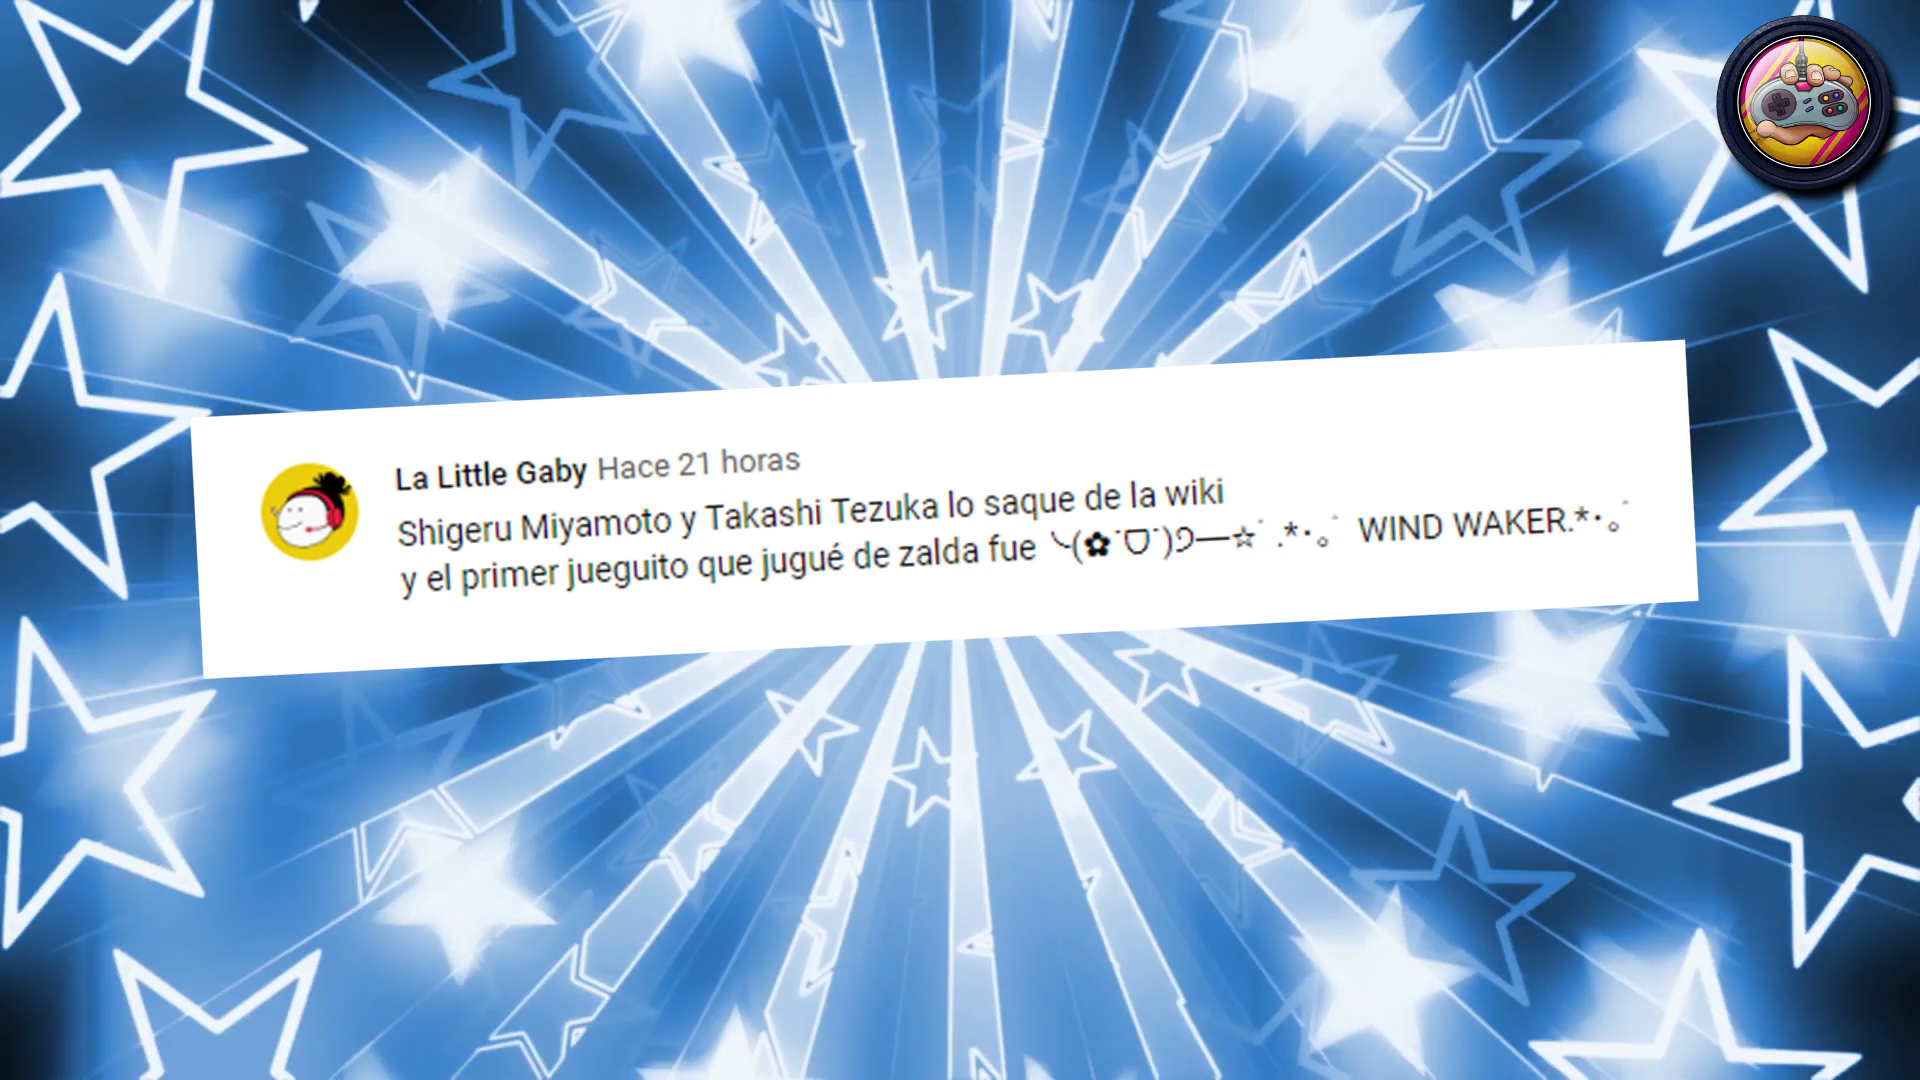 La Little Gaby Hace 21 horas
Shigeru Miyamoto y Takashi Tezuka lo saque de la wiki
y el primer jueguito que jugué de zalda fue ╰(✿˙ᗜ˙)੭━☆ﾟ.*･｡ﾟ WIND WAKER.*･｡ﾟ